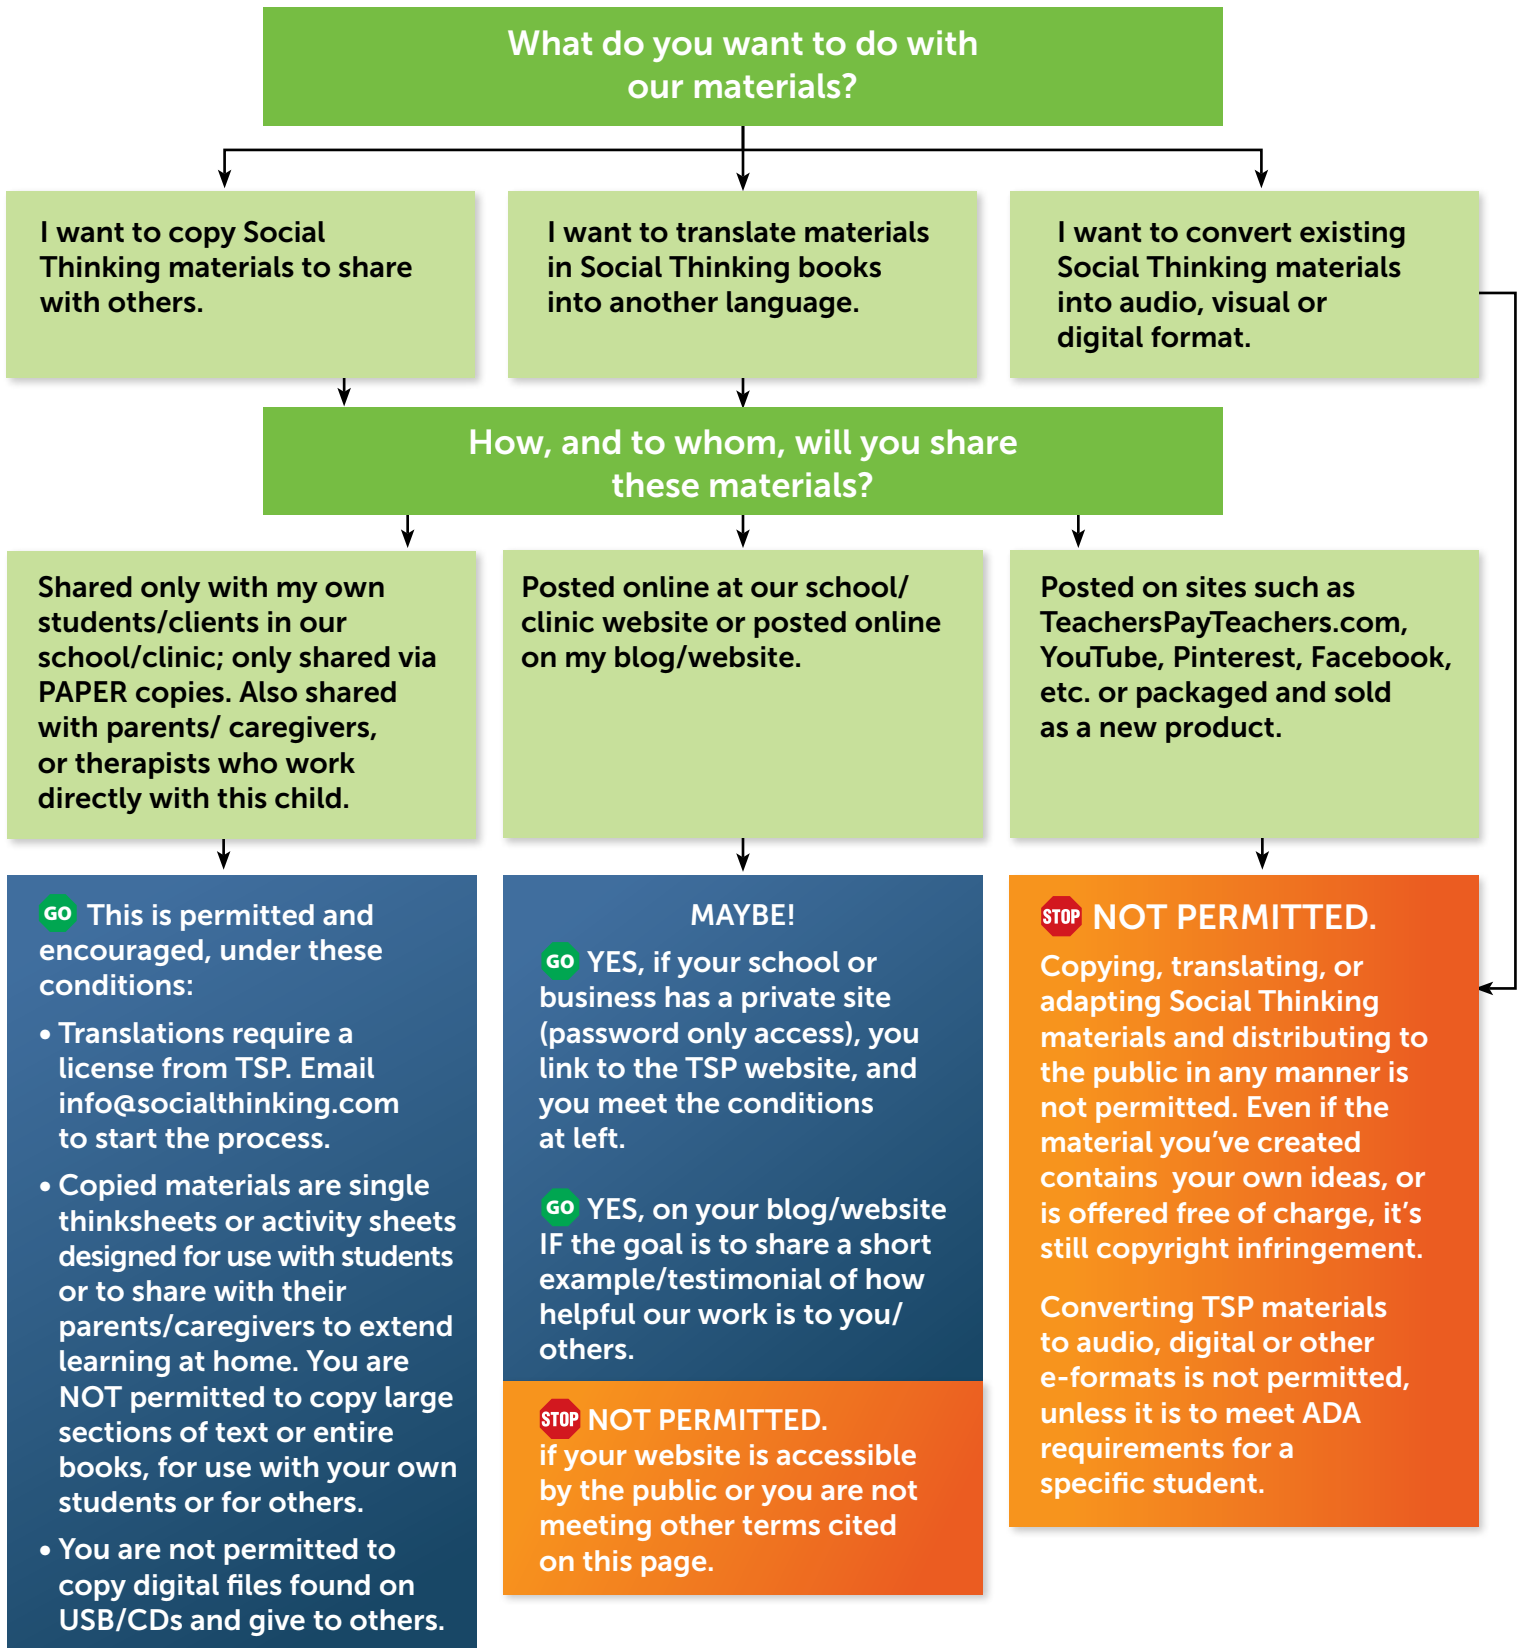 What do you want to do with
our materials?
I want to copy Social
Thinking materials to share
with others.
I want to translate materials
in Social Thinking books
into another language.
I want to convert existing
Social Thinking materials
into audio, visual or
digital format.
How, and to whom, will you share
these materials?
Shared only with my own
students/clients in our
school/clinic; only shared via
PAPER copies. Also shared
with parents/ caregivers,
or therapists who work
directly with this child.
Posted online at our school/
clinic website or posted online
on my blog/website.
Posted on sites such as
TeachersPayTeachers.com,
YouTube, Pinterest, Facebook,
etc. or packaged and sold
as a new product.
GO This is permitted and
encouraged, under these
conditions:
• Translations require a
license from TSP. Email
info@socialthinking.com
to start the process.
• Copied materials are single
thinksheets or activity sheets
designed for use with students
or to share with their
parents/caregivers to extend
learning at home. You are
NOT permitted to copy large
sections of text or entire
books, for use with your own
students or for others.
• You are not permitted to
copy digital files found on
USB/CDs and give to others.
MAYBE!
GO YES, if your school or
business has a private site
(password only access), you
link to the TSP website, and
you meet the conditions
at left.
GO YES, on your blog/website
IF the goal is to share a short
example/testimonial of how
helpful our work is to you/
others.
STOP NOT PERMITTED.
if your website is accessible
by the public or you are not
meeting other terms cited
on this page.
STOP NOT PERMITTED.
Copying, translating, or
adapting Social Thinking
materials and distributing to
the public in any manner is
not permitted. Even if the
material you've created
contains  your own ideas, or
is offered free of charge, it's
still copyright infringement.
Converting TSP materials
to audio, digital or other
e-formats is not permitted,
unless it is to meet ADA
requirements for a
specific student.